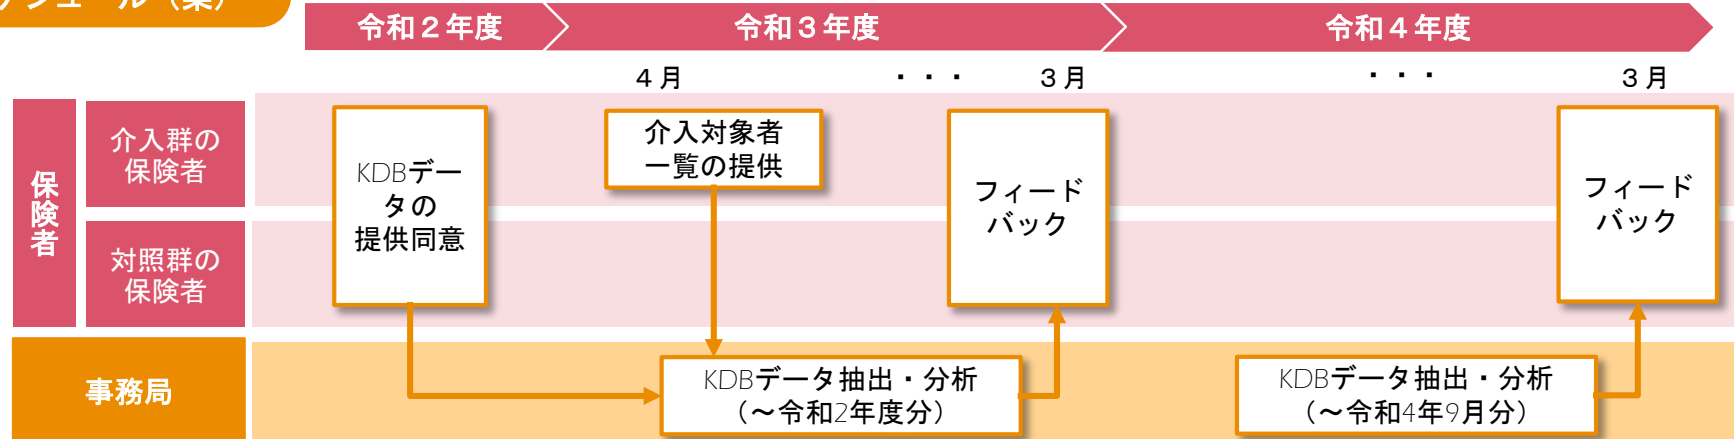 ジュール（案）
令和２年度
令和３年度
令和４年度
４月
・・・
３月
・・・
３月
保険者
介入群の
保険者
対照群の
保険者
KDBデー
タの
提供同意
介入対象者
一覧の提供
フィード
バック
フィード
バック
事務局
KDBデータ抽出・分析
（～令和2年度分）
KDBデータ抽出・分析
（～令和4年9月分）